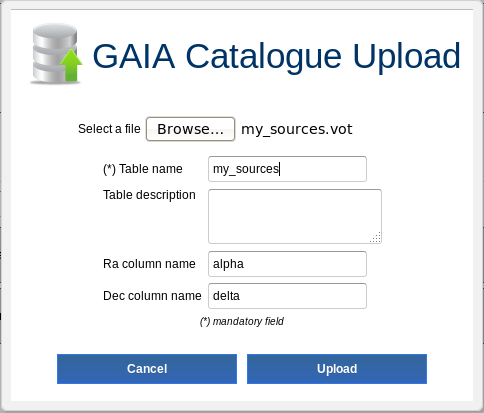 GAIA Catalogue Upload
Select a file Browse... my_sources.vot
(*) Table name my_sources
Table description
Ra column name alpha
Dec column name delta
(*) mandatory field
Cancel Upload